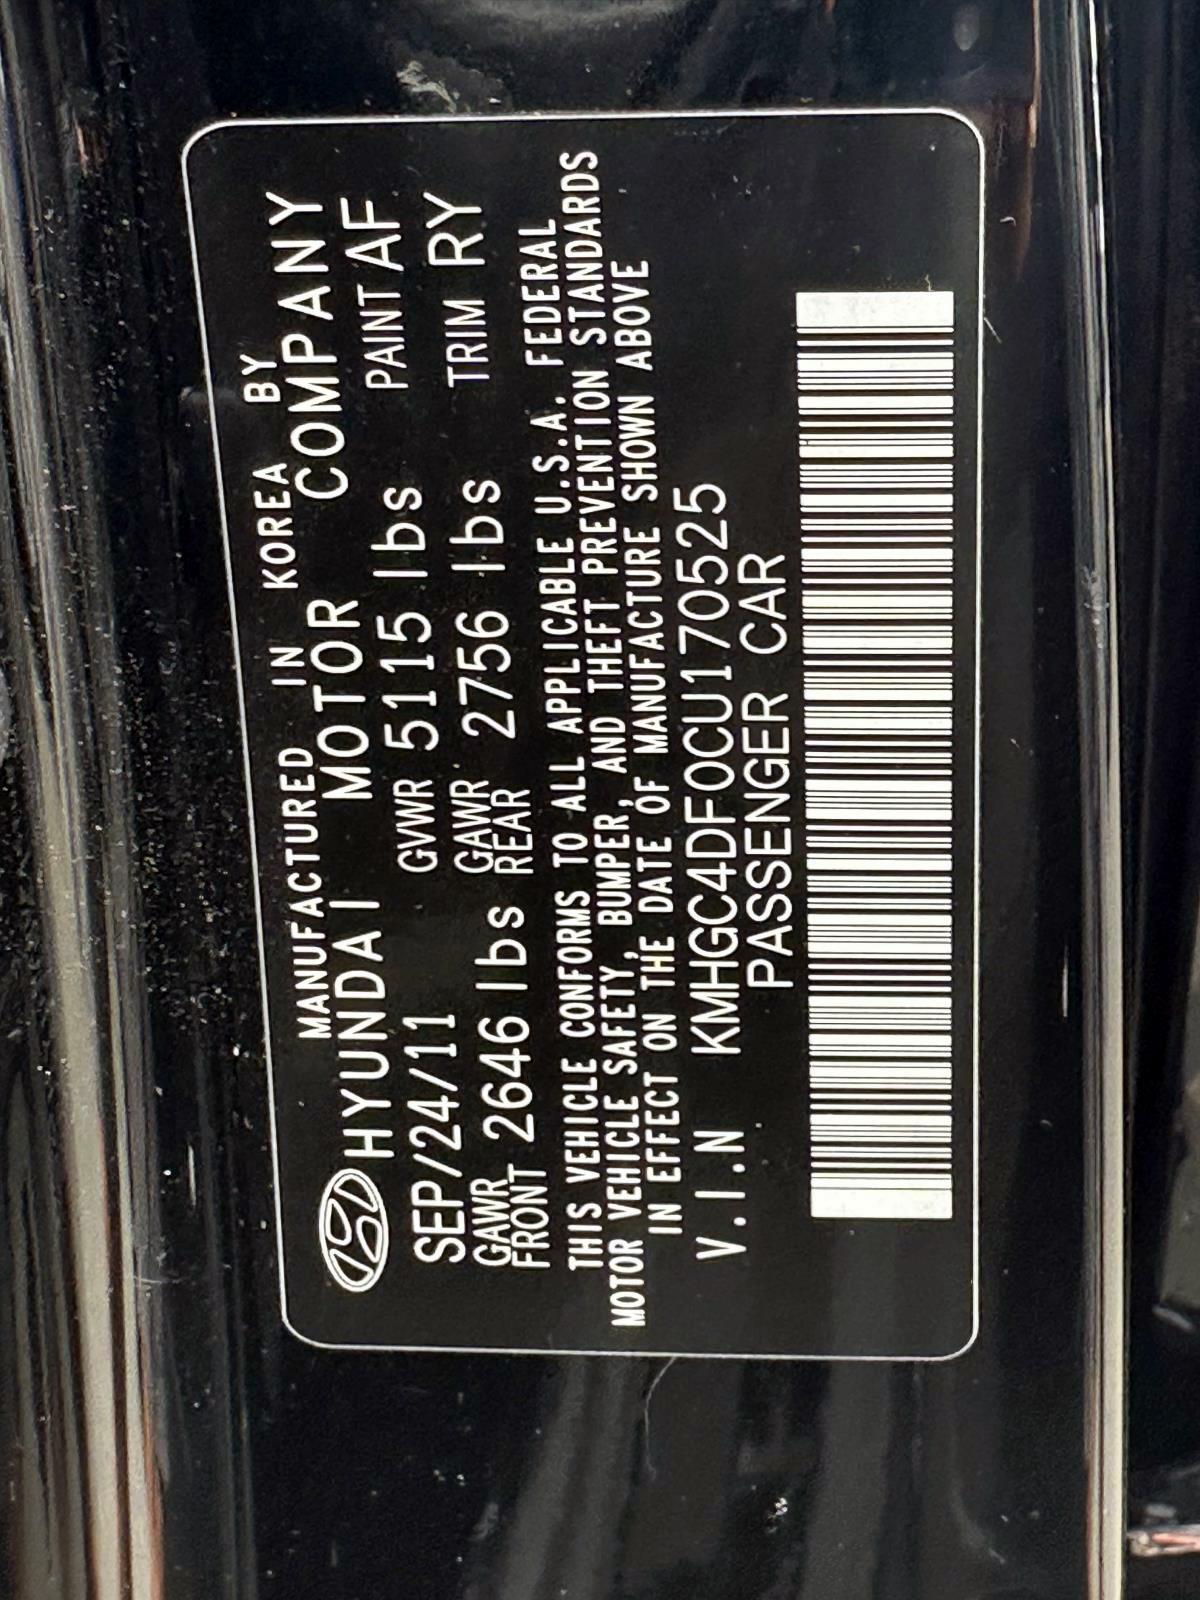 MANUFACTURED IN KOREA BY
HYUNDAI MOTOR COMPANY
SEP/24/11 GVWR 5115 lbs PAINT AF
GAWR FRONT 2646 lbs GAWR REAR 2756 lbs TRIM RY
THIS VEHICLE CONFORMS TO ALL APPLICABLE U.S.A. FEDERAL
MOTOR VEHICLE SAFETY, BUMPER, AND THEFT PREVENTION STANDARDS
IN EFFECT ON THE DATE OF MANUFACTURE SHOWN ABOVE
V.I.N KMHGC4DF0CU170525
PASSENGER CAR